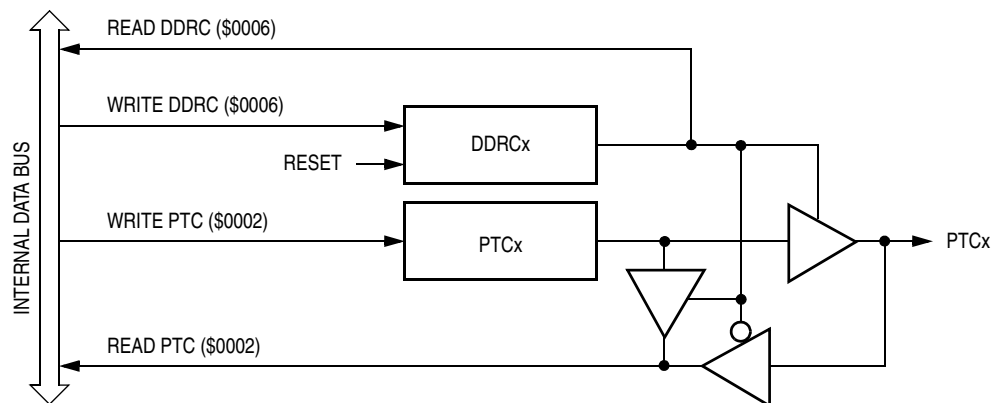 READ DDRC ($0006)
WRITE DDRC ($0006)
DDRCx
RESET
INTERNAL DATA BUS
WRITE PTC ($0002)
PTCx
PTCx
READ PTC ($0002)